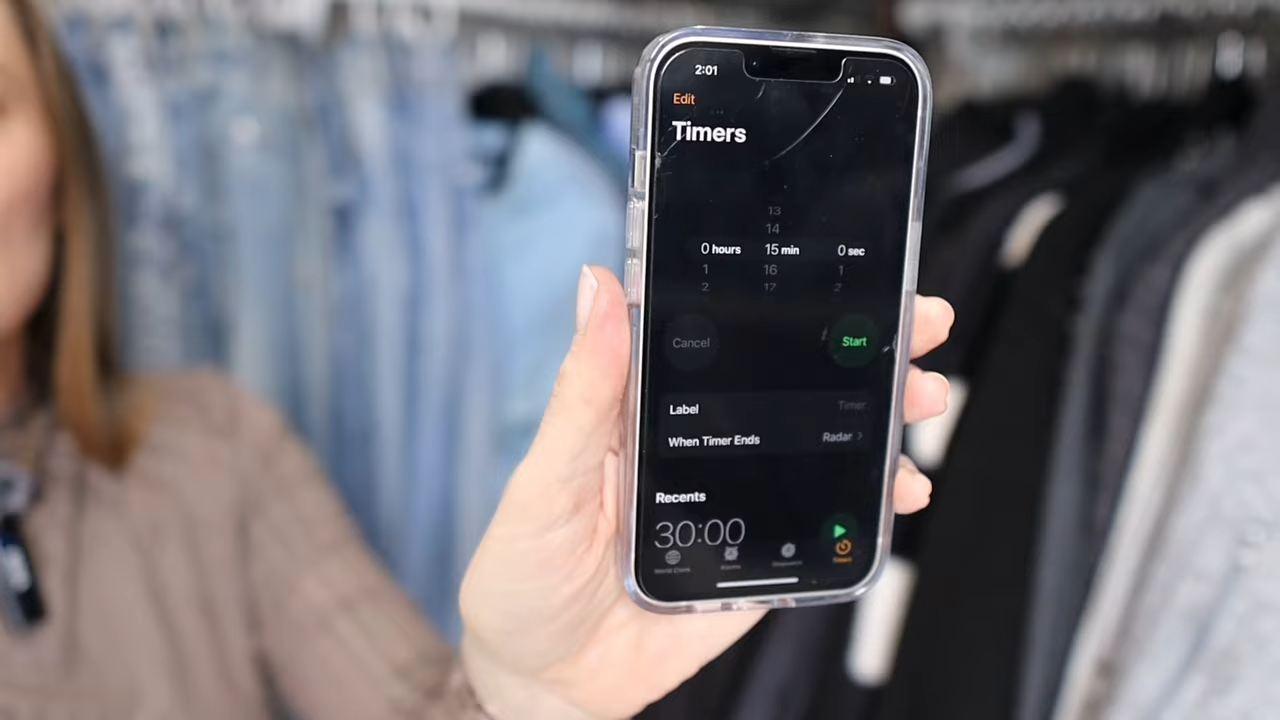 2:01
Edit
Timers
13
14
0 hours 15 min 0 sec
1 16 1
2 17 2
Cancel Start
Label Timer
When Timer Ends Radar >
Recents
30:00
World Clock Alarms Stopwatch Timers